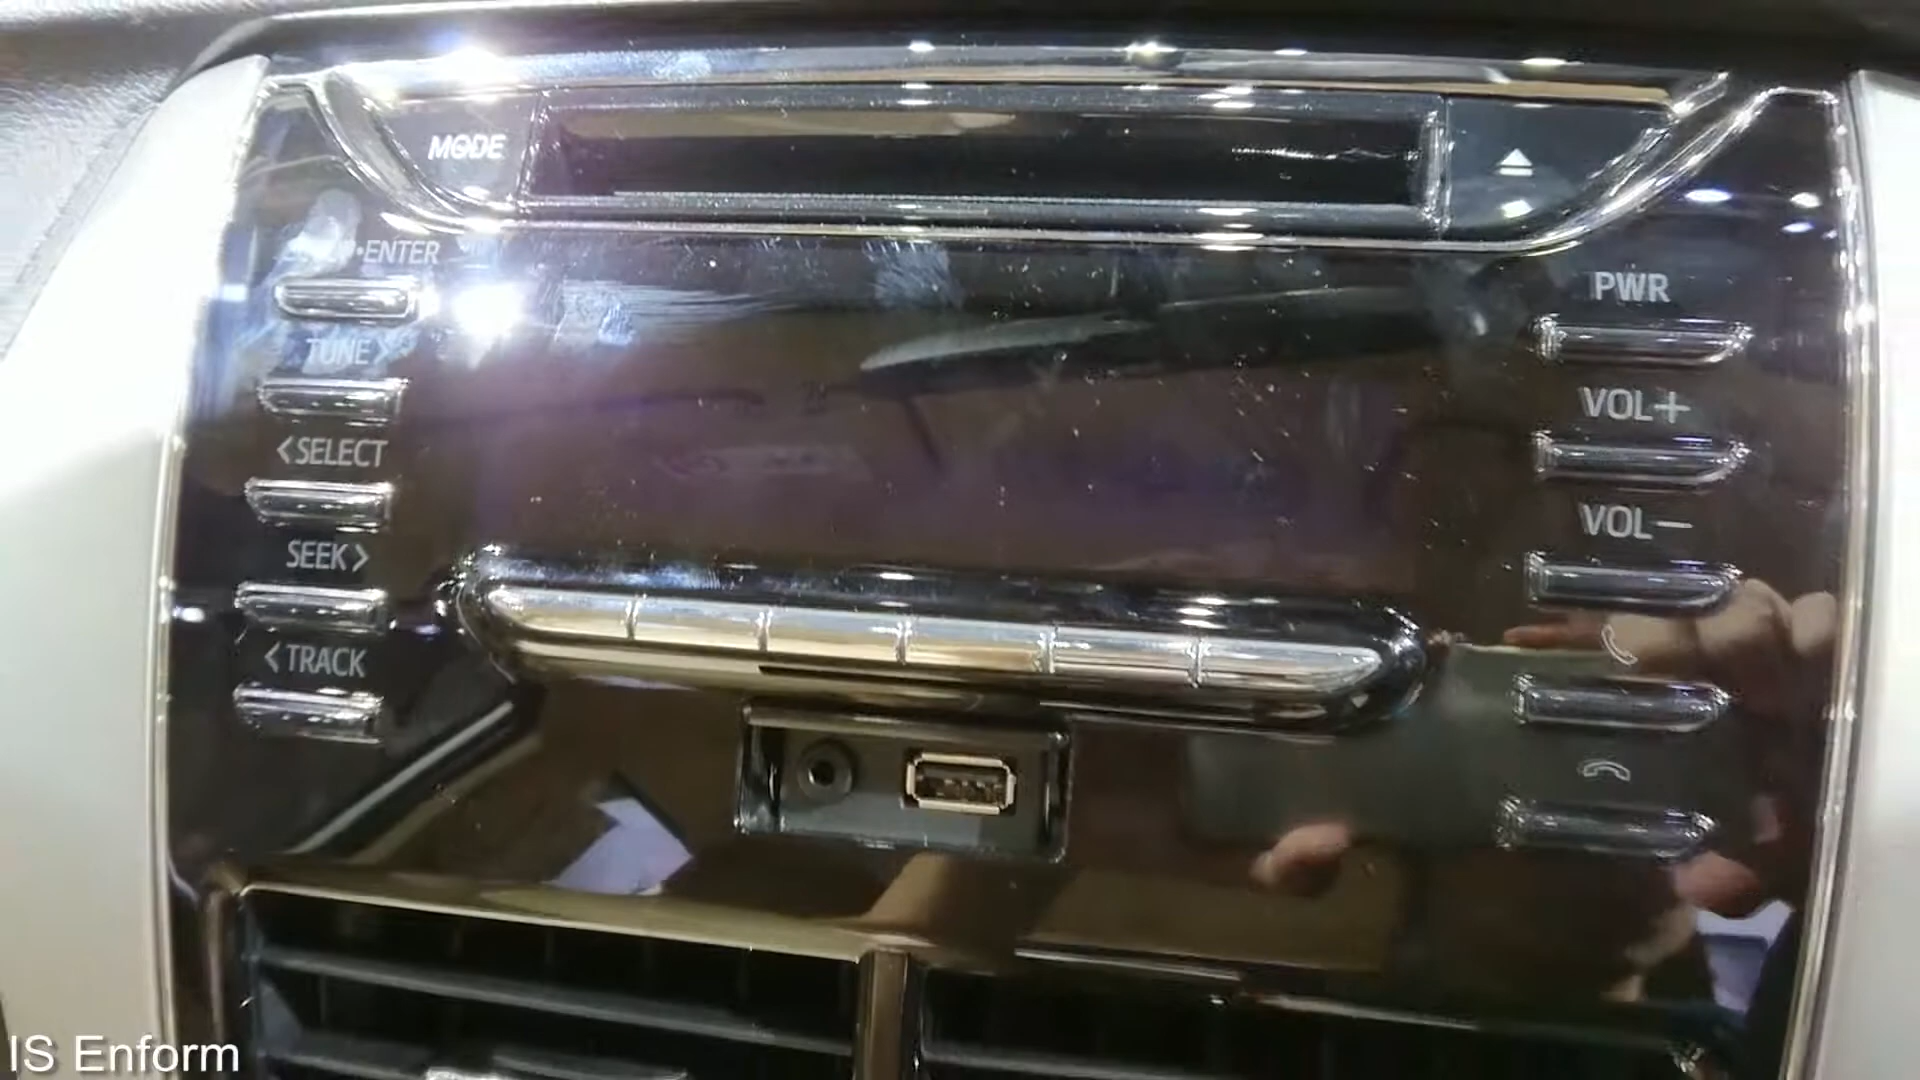 MODE
•ENTER
PWR
TUNE>
VOL+
<SELECT
VOL−
SEEK>
<TRACK
IS Enform